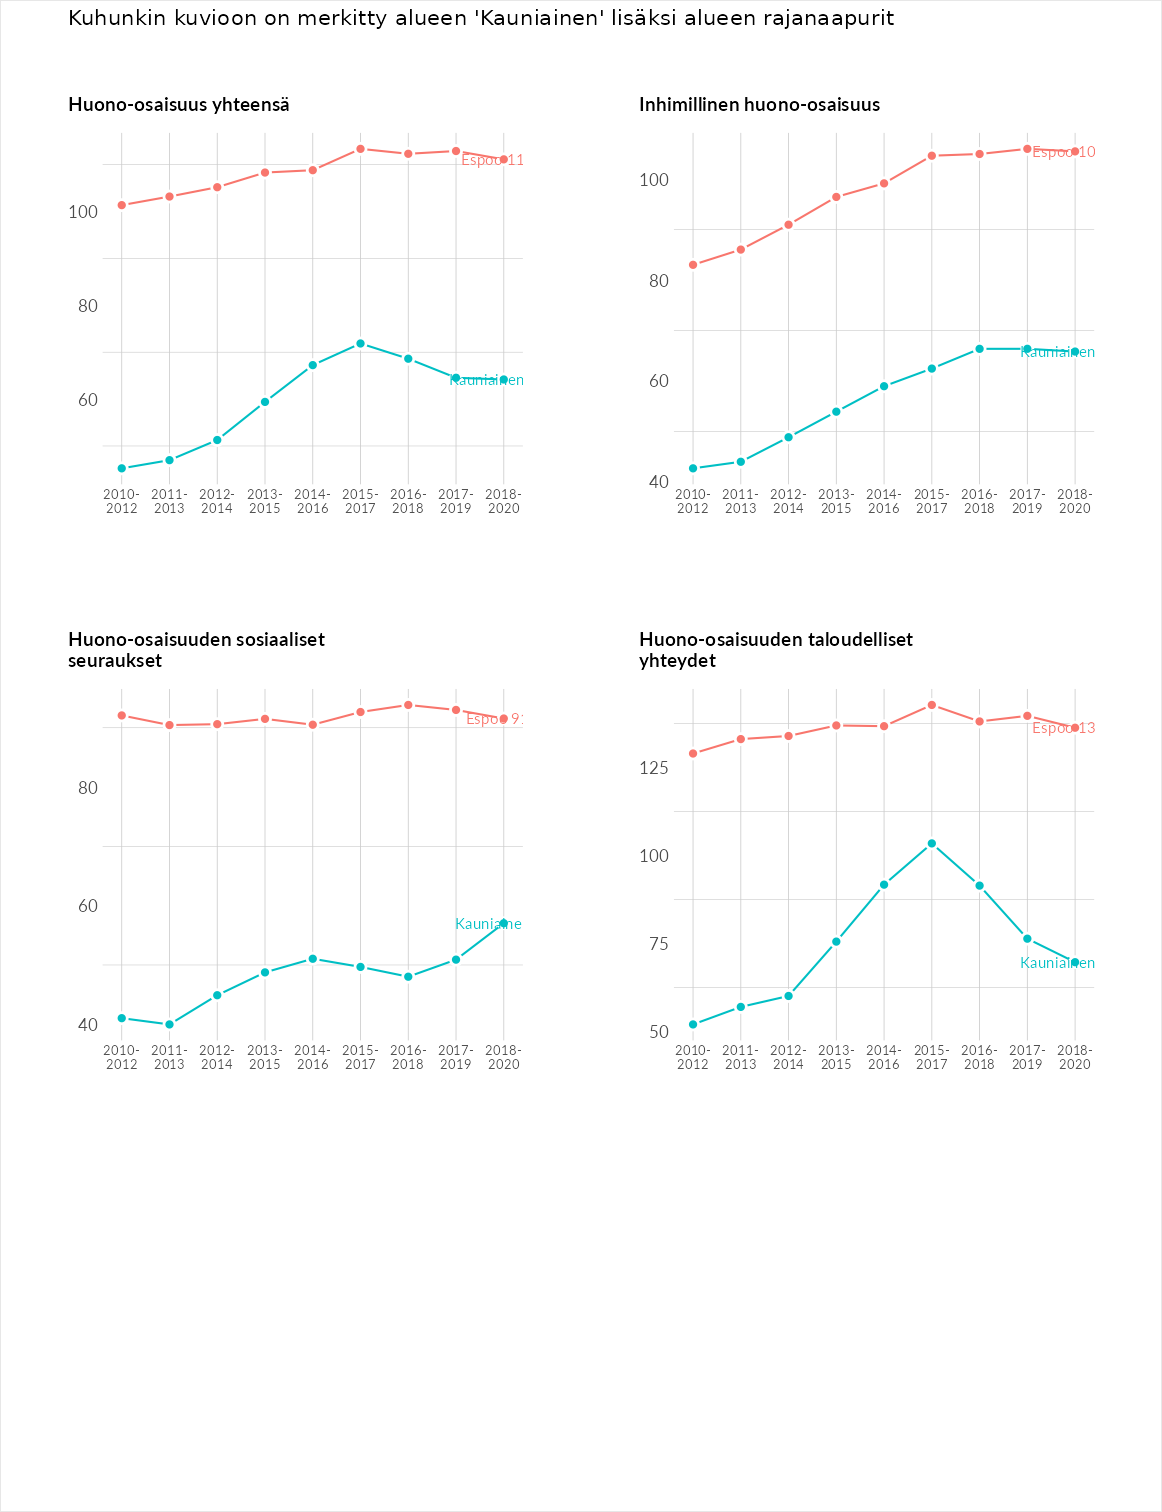 Kuhunkin kuvioon on merkitty alueen 'Kauniainen' lisäksi alueen rajanaapurit
Huono-osaisuus yhteensä
Espoo 11
100
80
Kauniainen
60
2010- 2011- 2012- 2013- 2014- 2015- 2016- 2017- 2018-
2012 2013 2014 2015 2016 2017 2018 2019 2020
Inhimillinen huono-osaisuus
Espoo 10
100
80
Kauniainen
60
40
2010- 2011- 2012- 2013- 2014- 2015- 2016- 2017- 2018-
2012 2013 2014 2015 2016 2017 2018 2019 2020
Huono-osaisuuden sosiaaliset
seuraukset
Espoo 91
80
60
Kauniaine
40
2010- 2011- 2012- 2013- 2014- 2015- 2016- 2017- 2018-
2012 2013 2014 2015 2016 2017 2018 2019 2020
Huono-osaisuuden taloudelliset
yhteydet
Espoo 13
125
100
75
Kauniainen
50
2010- 2011- 2012- 2013- 2014- 2015- 2016- 2017- 2018-
2012 2013 2014 2015 2016 2017 2018 2019 2020